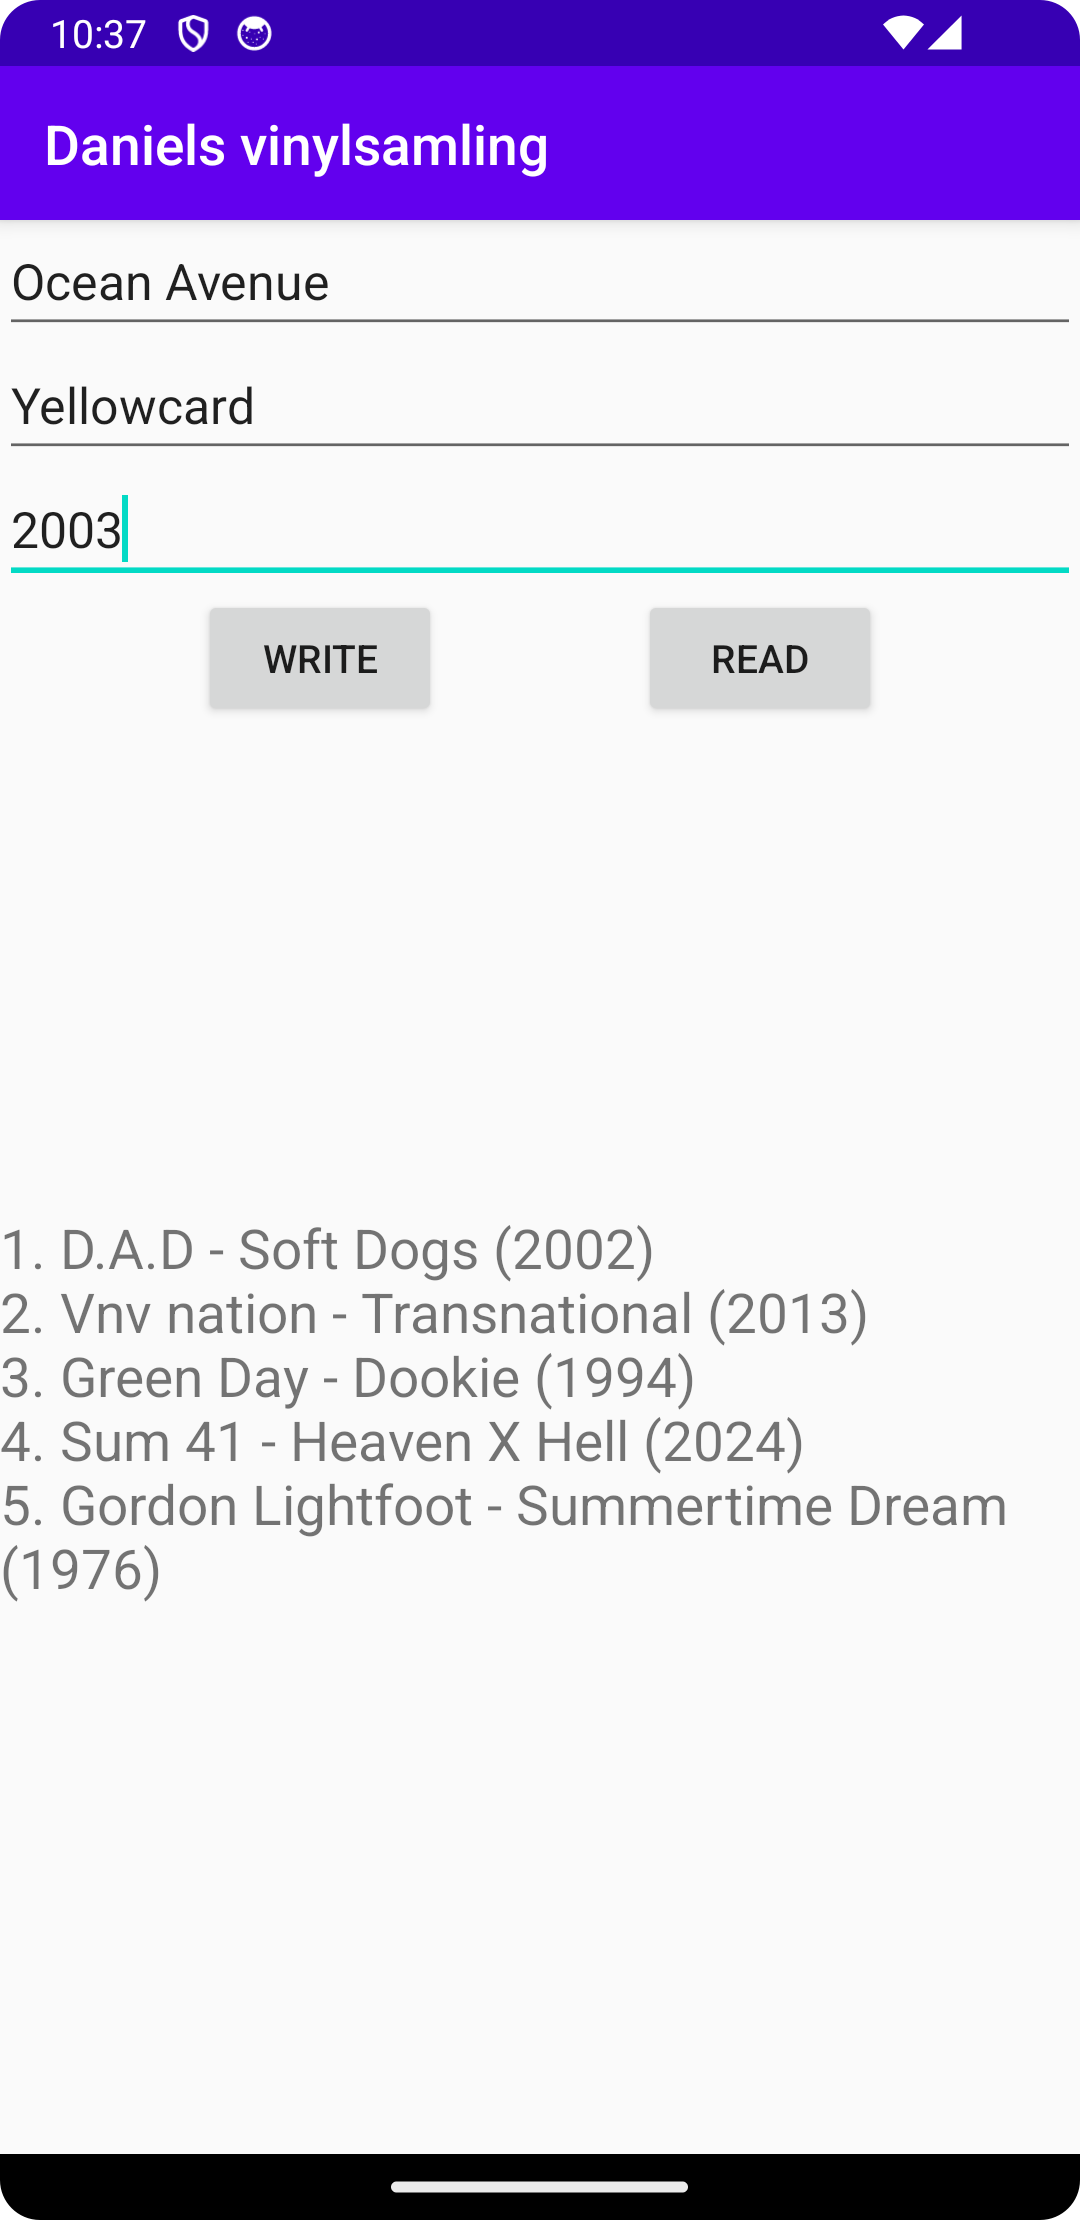 10:37
Daniels vinylsamling
Ocean Avenue
Yellowcard
2003
WRITE READ
1. D.A.D - Soft Dogs (2002)
2. Vnv nation - Transnational (2013)
3. Green Day - Dookie (1994)
4. Sum 41 - Heaven X Hell (2024)
5. Gordon Lightfoot - Summertime Dream
(1976)